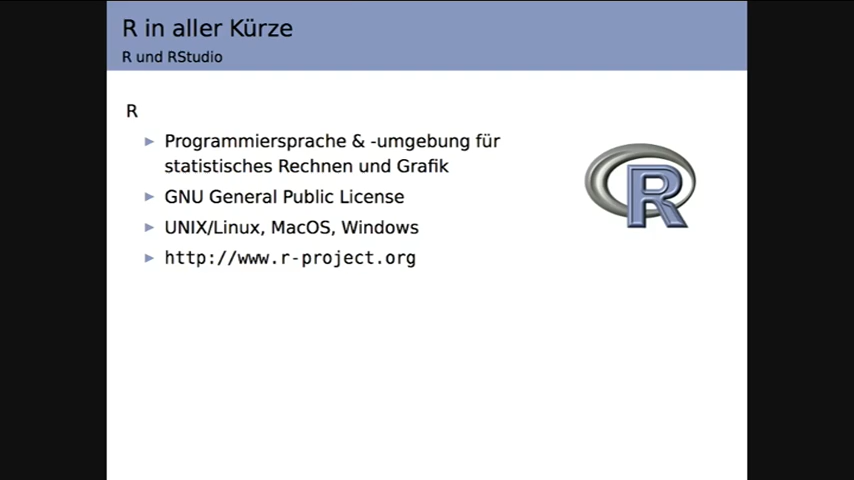 R in aller Kürze
R und RStudio
R
▶ Programmiersprache & -umgebung für
statistisches Rechnen und Grafik
▶ GNU General Public License
▶ UNIX/Linux, MacOS, Windows
▶ http://www.r-project.org
R